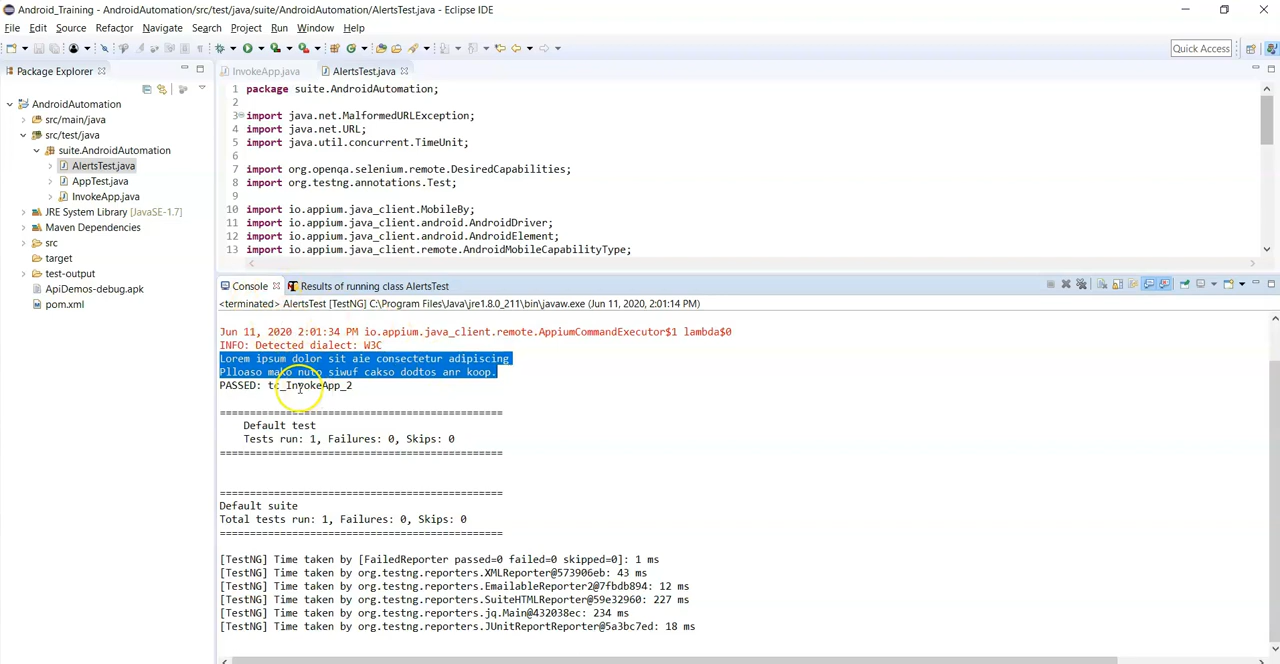 Android_Training - AndroidAutomation/src/test/java/suite/AndroidAutomation/AlertsTest.java - Eclipse IDE
File Edit Source Refactor Navigate Search Project Run Window Help
Quick Access
Package Explorer
AndroidAutomation
src/main/java
src/test/java
suite.AndroidAutomation
AlertsTest.java
AppTest.java
InvokeApp.java
JRE System Library [JavaSE-1.7]
Maven Dependencies
src
target
test-output
ApiDemos-debug.apk
pom.xml
InvokeApp.java AlertsTest.java
1 package suite.AndroidAutomation;
2
3 import java.net.MalformedURLException;
4 import java.net.URL;
5 import java.util.concurrent.TimeUnit;
6
7 import org.openqa.selenium.remote.DesiredCapabilities;
8 import org.testng.annotations.Test;
9
10 import io.appium.java_client.MobileBy;
11 import io.appium.java_client.android.AndroidDriver;
12 import io.appium.java_client.android.AndroidElement;
13 import io.appium.java_client.remote.AndroidMobileCapabilityType;
Console Results of running class AlertsTest
<terminated> AlertsTest [TestNG] C:\Program Files\Java\jre1.8.0_211\bin\javaw.exe (Jun 11, 2020, 2:01:14 PM)
Jun 11, 2020 2:01:34 PM io.appium.java_client.remote.AppiumCommandExecutor$1 lambda$0
INFO: Detected dialect: W3C
Lorem ipsum dolor sit aie consectetur adipiscing
Plloaso mako nuto siwuf cakso dodtos anr koop.
PASSED: tc_InvokeApp_2
===============================================
Default test
Tests run: 1, Failures: 0, Skips: 0
===============================================
===============================================
Default suite
Total tests run: 1, Failures: 0, Skips: 0
===============================================
[TestNG] Time taken by [FailedReporter passed=0 failed=0 skipped=0]: 1 ms
[TestNG] Time taken by org.testng.reporters.XMLReporter@573906eb: 43 ms
[TestNG] Time taken by org.testng.reporters.EmailableReporter2@7fbdb894: 12 ms
[TestNG] Time taken by org.testng.reporters.SuiteHTMLReporter@59e32960: 227 ms
[TestNG] Time taken by org.testng.reporters.jq.Main@432038ec: 234 ms
[TestNG] Time taken by org.testng.reporters.JUnitReportReporter@5a3bc7ed: 18 ms